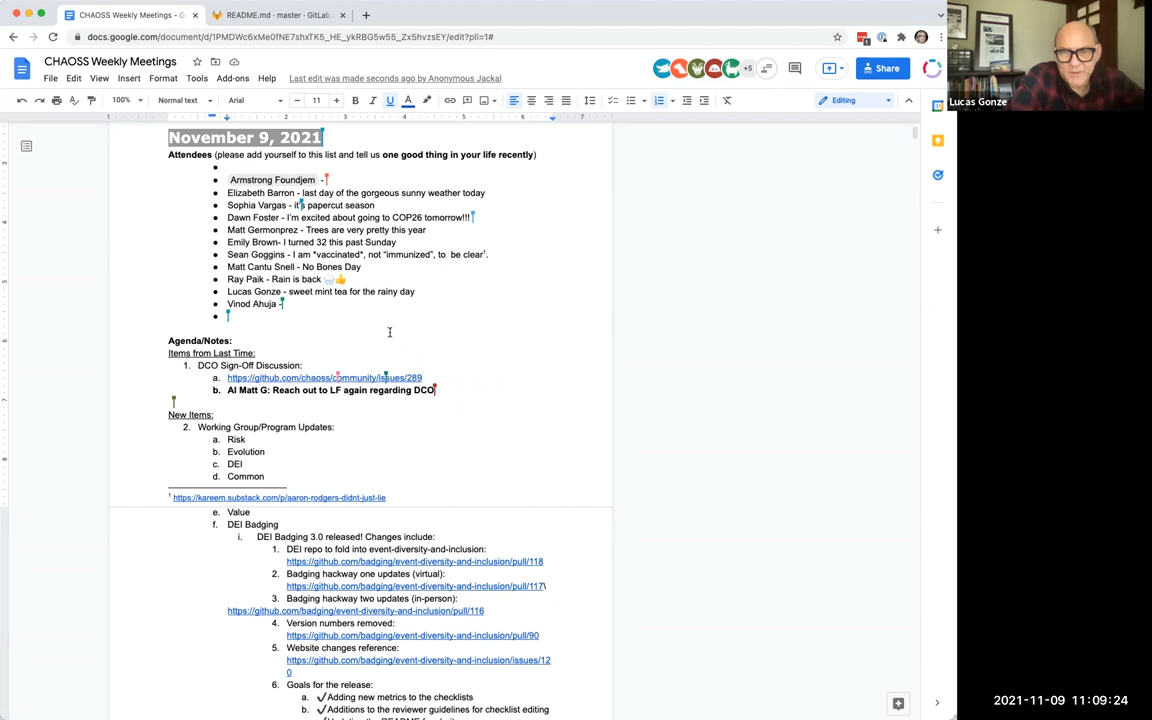 CHAOSS Weekly Meetings - G
README.md · master · GitLab
docs.google.com/document/d/1PMDWc6xMe0fNE7shxTK5_HE_ykRBG5w55_Zx5hvzsEY/edit?pli=1#
CHAOSS Weekly Meetings
File Edit View Insert Format Tools Add-ons Help Last edit was made seconds ago by Anonymous Jackal
+5
Share
Lucas Gonze
100% Normal text Arial 11 B I U A Editing
1 1 2 3 4 5 6 7
November 9, 2021
Attendees (please add yourself to this list and tell us one good thing in your life recently)
Armstrong Foundjem -
Elizabeth Barron - last day of the gorgeous sunny weather today
Sophia Vargas - it's papercut season
Dawn Foster - I'm excited about going to COP26 tomorrow!!!
Matt Germonprez - Trees are very pretty this year
Emily Brown- I turned 32 this past Sunday
Sean Goggins - I am *vaccinated*, not "immunized", to be clear¹.
Matt Cantu Snell - No Bones Day
Ray Paik - Rain is back 🌧️👍
Lucas Gonze - sweet mint tea for the rainy day
Vinod Ahuja -
Agenda/Notes:
Items from Last Time:
1. DCO Sign-Off Discussion:
a. https://github.com/chaoss/community/issues/289
b. AI Matt G: Reach out to LF again regarding DCO
New Items:
2. Working Group/Program Updates:
a. Risk
b. Evolution
c. DEI
d. Common
¹ https://kareem.substack.com/p/aaron-rodgers-didnt-just-lie
e. Value
f. DEI Badging
i. DEI Badging 3.0 released! Changes include:
1. DEI repo to fold into event-diversity-and-inclusion:
https://github.com/badging/event-diversity-and-inclusion/pull/118
2. Badging hackway one updates (virtual):
https://github.com/badging/event-diversity-and-inclusion/pull/117\
3. Badging hackway two updates (in-person):
https://github.com/badging/event-diversity-and-inclusion/pull/116
4. Version numbers removed:
https://github.com/badging/event-diversity-and-inclusion/pull/90
5. Website changes reference:
https://github.com/badging/event-diversity-and-inclusion/issues/12
0
6. Goals for the release:
a. ✓Adding new metrics to the checklists
b. ✓Additions to the reviewer guidelines for checklist editing
2021-11-09 11:09:24